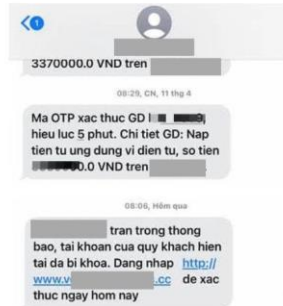 1
3370000.0 VND tren
08:29, CN, 11 thg 4
Ma OTP xac thuc GD
hieu luc 5 phut. Chi tiet GD: Nap
tien tu ung dung vi dien tu, so tien
0.0 VND tren
08:06, Hôm qua
tran trong thong
bao, tai khoan cua quy khach hien
tai da bi khoa. Dang nhap http://
www.v .cc de xac
thuc ngay hom nay